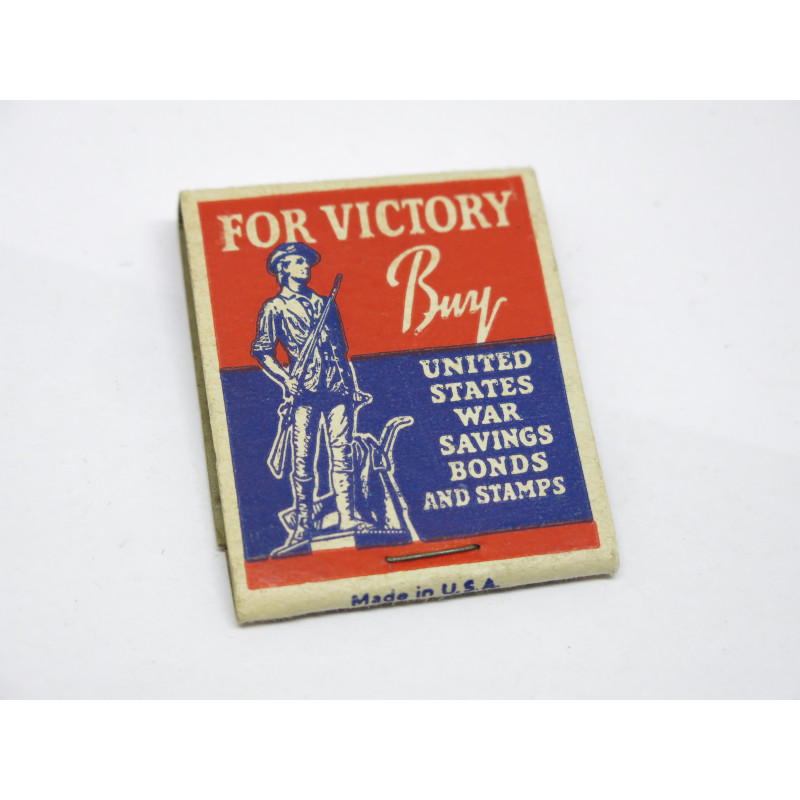 FOR VICTORY
Buy
UNITED
STATES
WAR
SAVINGS
BONDS
AND STAMPS
Made in U.S.A.